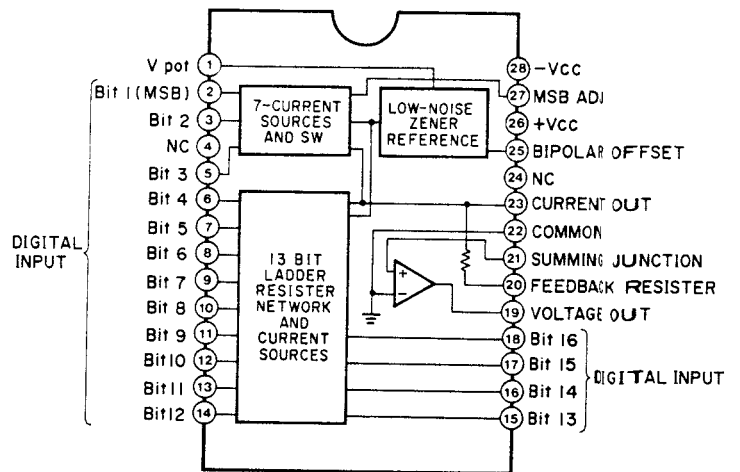 V pot 1
Bit 1(MSB) 2
Bit 2 3
NC 4
Bit 3 5
Bit 4 6
Bit 5 7
Bit 6 8
Bit 7 9
Bit 8 10
Bit 9 11
Bit10 12
Bit11 13
Bit12 14
DIGITAL
INPUT
7-CURRENT
SOURCES
AND SW
LOW-NOISE
ZENER
REFERENCE
13 BIT
LADDER
RESISTER
NETWORK
AND
CURRENT
SOURCES
+
−
28 −VCC
27 MSB ADJ
26 +VCC
25 BIPOLAR OFFSET
24 NC
23 CURRENT OUT
22 COMMON
21 SUMMING JUNCTION
20 FEEDBACK RESISTER
19 VOLTAGE OUT
18 Bit 16
17 Bit 15
16 Bit 14
15 Bit 13
DIGITAL INPUT